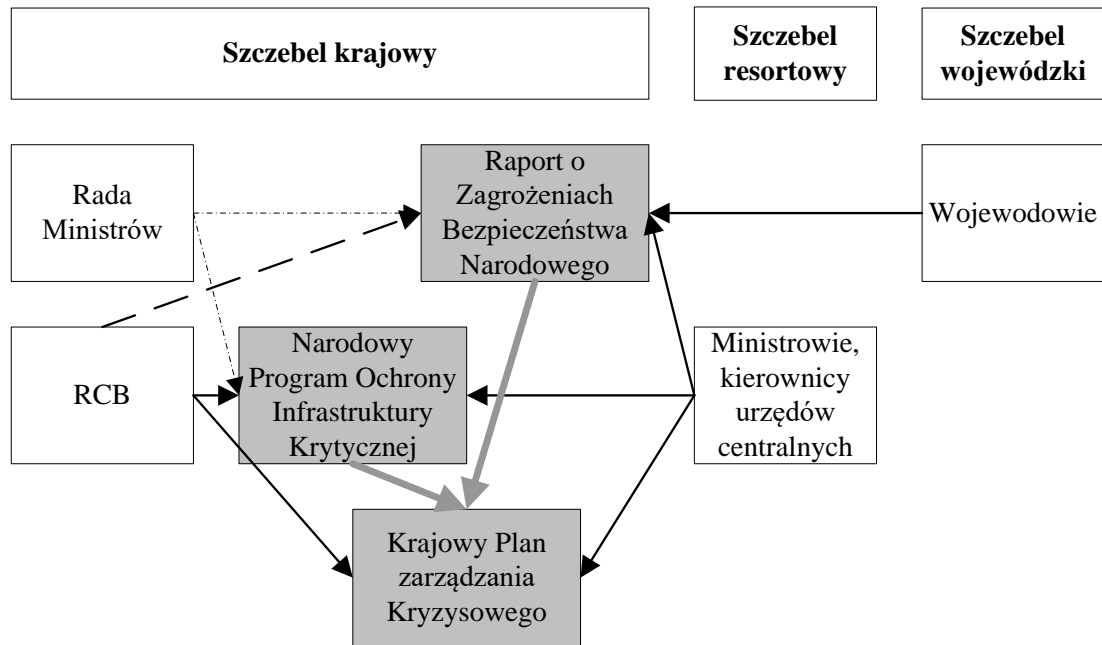 Szczebel krajowy
Szczebel
resortowy
Szczebel
wojewódzki
Rada
Ministrów
Raport o
Zagrożeniach
Bezpieczeństwa
Narodowego
Wojewodowie
RCB
Narodowy
Program Ochrony
Infrastruktury
Krytycznej
Ministrowie,
kierownicy
urzędów
centralnych
Krajowy Plan
zarządzania
Kryzysowego